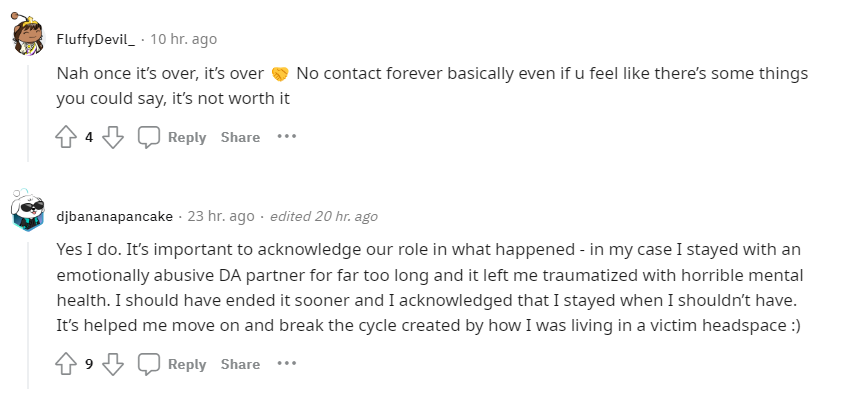 FluffyDevil_ · 10 hr. ago
Nah once it's over, it's over 🤝 No contact forever basically even if u feel like there's some things
you could say, it's not worth it
4 Reply Share ···
djbananapancake · 23 hr. ago · edited 20 hr. ago
Yes I do. It's important to acknowledge our role in what happened - in my case I stayed with an
emotionally abusive DA partner for far too long and it left me traumatized with horrible mental
health. I should have ended it sooner and I acknowledged that I stayed when I shouldn't have.
It's helped me move on and break the cycle created by how I was living in a victim headspace :)
9 Reply Share ···